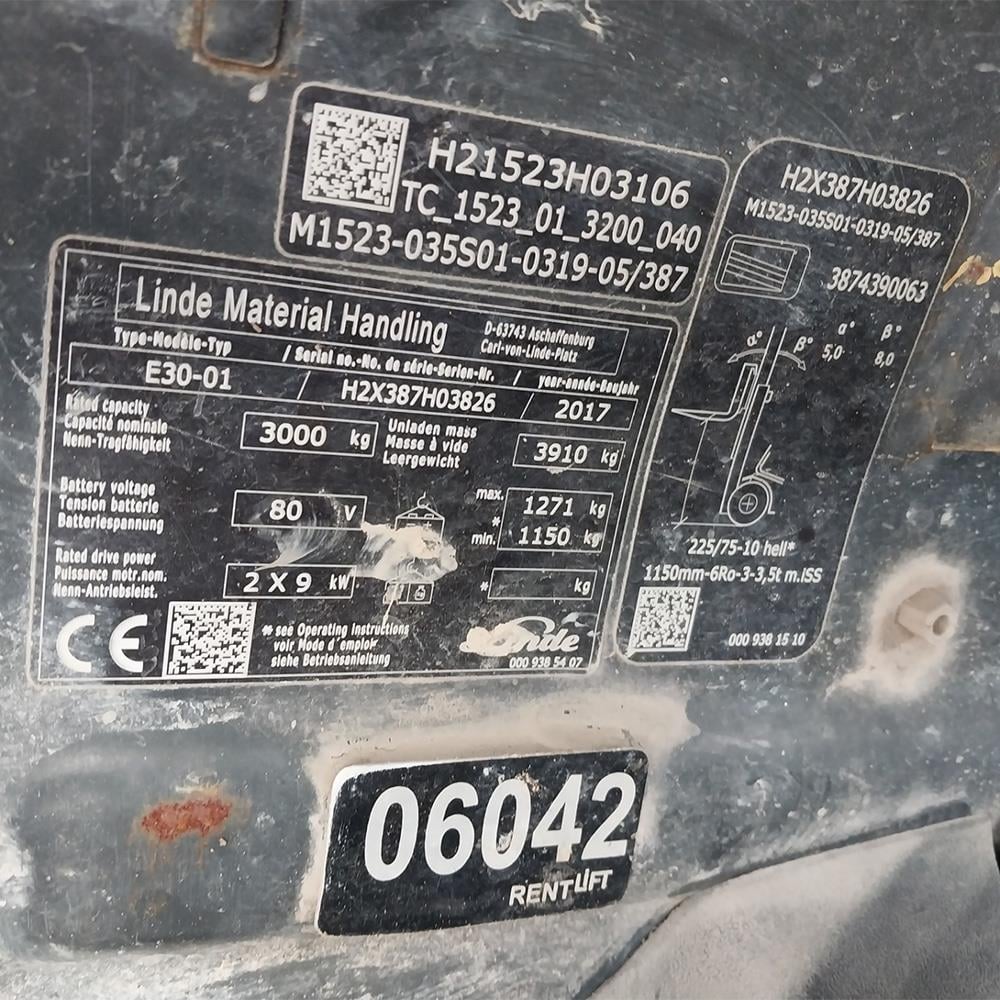 H21523H03106
TC_1523_01_3200_040
M1523-035S01-0319-05/387
H2X387H03826
M1523-035S01-0319-05/387
3874390063
α° β°
α° β° 5,0 8,0
225/75-10 hell*
1150mm-6Ro-3-3,5t m.ISS
000 938 15 10
Linde Material Handling
D-63743 Aschaffenburg
Carl-von-Linde-Platz
Type-Modèle-Typ / Serial no.-No. de série-Serien-Nr. / year-année-Baujahr
E30-01 / H2X387H03826 / 2017
Rated capacity
Capacité nominale
Nenn-Tragfähigkeit
3000 kg
Unladen mass
Masse à vide
Leergewicht
3910 kg
Battery voltage
Tension batterie
Batteriespannung
80 V
max. 1271 kg
*
min. 1150 kg
Rated drive power
Puissance motr.nom.
Nenn-Antriebsleist.
2 X 9 kW
* kg
CE
* see Operating Instructions
voir Mode d'emploi
siehe Betriebsanleitung
Linde
000 938 54 07
06042
RENTLIFT